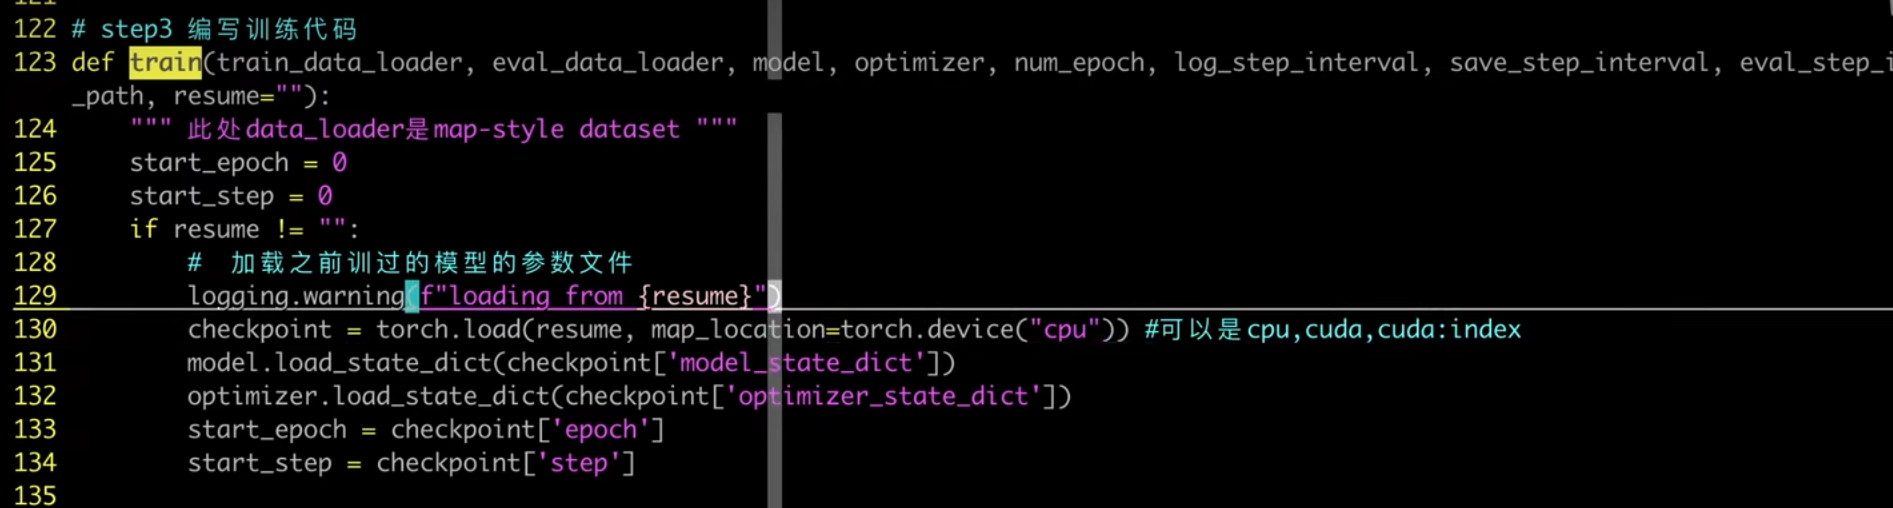 122 # step3 编写训练代码
123 def train(train_data_loader, eval_data_loader, model, optimizer, num_epoch, log_step_interval, save_step_interval, eval_step_i
_path, resume=""):
124 """ 此处data_loader是map-style dataset """
125 start_epoch = 0
126 start_step = 0
127 if resume != "":
128 # 加载之前训过的模型的参数文件
129 logging.warning(f"loading from {resume}")
130 checkpoint = torch.load(resume, map_location=torch.device("cpu")) #可以是cpu,cuda,cuda:index
131 model.load_state_dict(checkpoint['model_state_dict'])
132 optimizer.load_state_dict(checkpoint['optimizer_state_dict'])
133 start_epoch = checkpoint['epoch']
134 start_step = checkpoint['step']
135